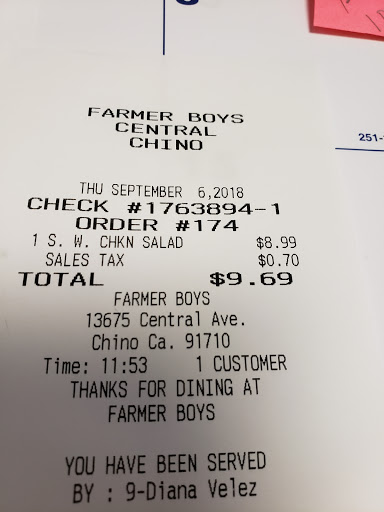 FARMER BOYS
CENTRAL
CHINO
THU SEPTEMBER 6,2018
CHECK #1763894-1
ORDER #174
1 S. W. CHKN SALAD $8.99
SALES TAX $0.70
TOTAL $9.69
FARMER BOYS
13675 Central Ave.
Chino Ca. 91710
Time: 11:53 1 CUSTOMER
THANKS FOR DINING AT
FARMER BOYS
YOU HAVE BEEN SERVED
BY : 9-Diana Velez
251-